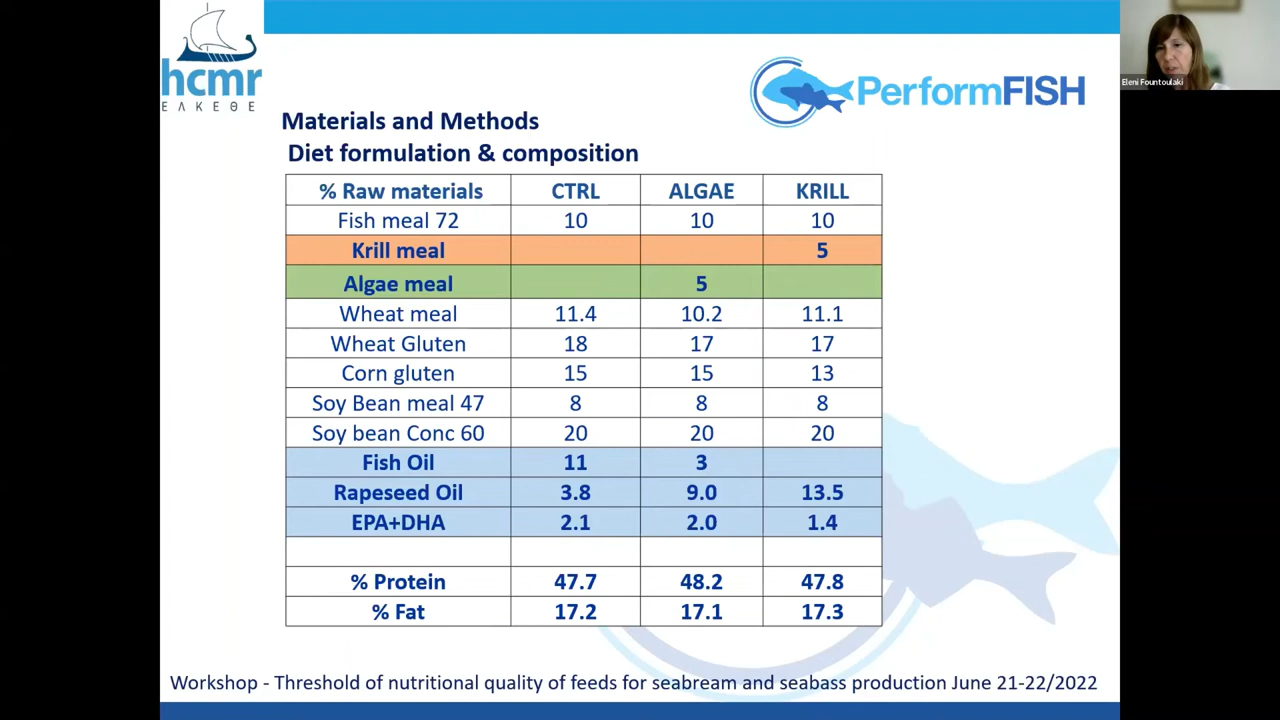 hcmr
ΕΛΚΕΘΕ
Eleni Fountoulaki
PerformFISH
Materials and Methods
Diet formulation & composition
% Raw materials CTRL ALGAE KRILL
Fish meal 72 10 10 10
Krill meal 5
Algae meal 5
Wheat meal 11.4 10.2 11.1
Wheat Gluten 18 17 17
Corn gluten 15 15 13
Soy Bean meal 47 8 8 8
Soy bean Conc 60 20 20 20
Fish Oil 11 3
Rapeseed Oil 3.8 9.0 13.5
EPA+DHA 2.1 2.0 1.4
% Protein 47.7 48.2 47.8
% Fat 17.2 17.1 17.3
Workshop - Threshold of nutritional quality of feeds for seabream and seabass production June 21-22/2022